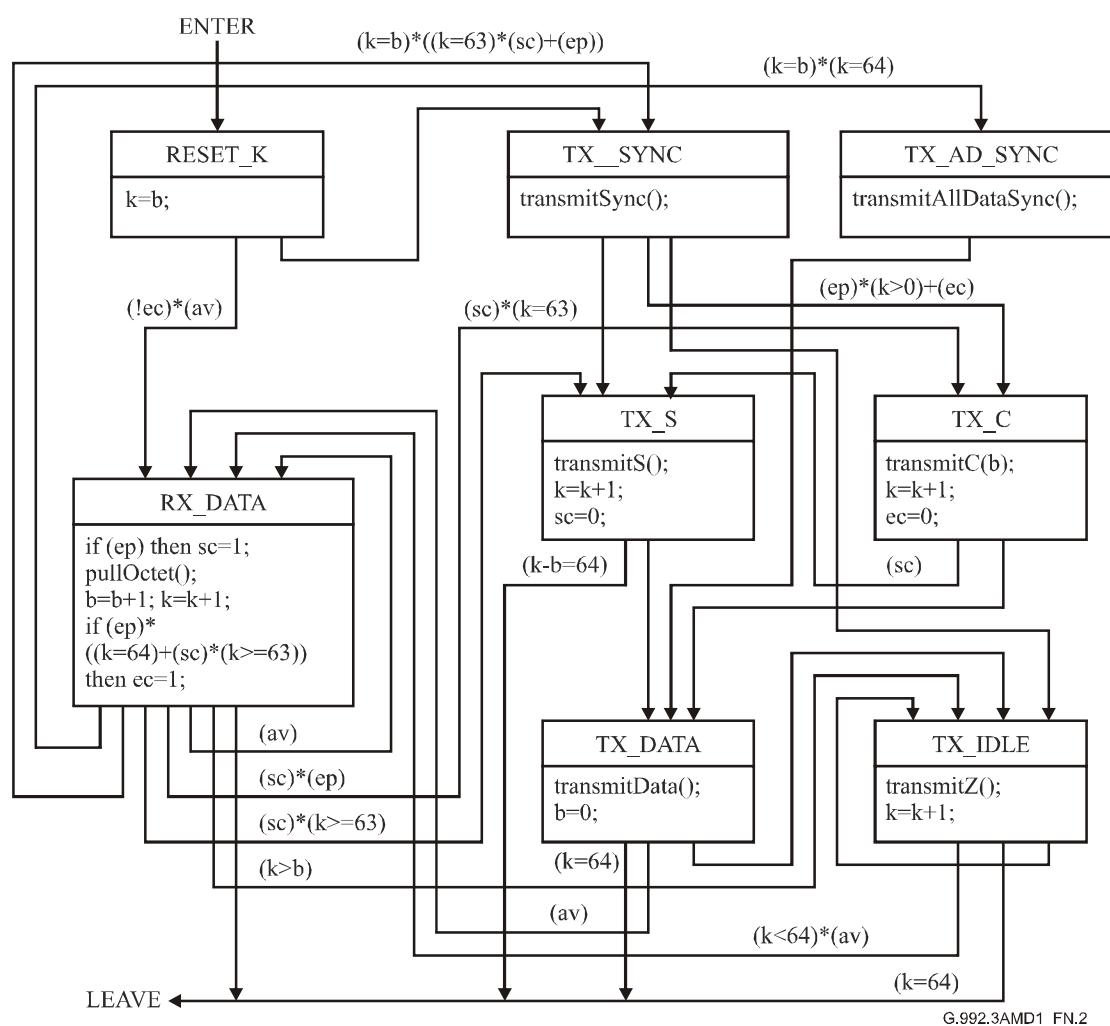 ENTER
(k=b)*((k=63)*(sc)+(ep))
(k=b)*(k=64)
RESET_K
k=b;
TX__SYNC
transmitSync();
TX_AD_SYNC
transmitAllDataSync();
(!ec)*(av)
(sc)*(k=63)
(ep)*(k>0)+(ec)
TX_S
transmitS();
k=k+1;
sc=0;
TX_C
transmitC(b);
k=k+1;
ec=0;
RX_DATA
if (ep) then sc=1;
pullOctet();
b=b+1; k=k+1;
if (ep)*
((k=64)+(sc)*(k>=63))
then ec=1;
(k-b=64)
(sc)
(av)
(sc)*(ep)
(sc)*(k>=63)
(k>b)
TX_DATA
transmitData();
b=0;
TX_IDLE
transmitZ();
k=k+1;
(k=64)
(av)
(k<64)*(av)
(k=64)
LEAVE
G.992.3AMD1_FN.2